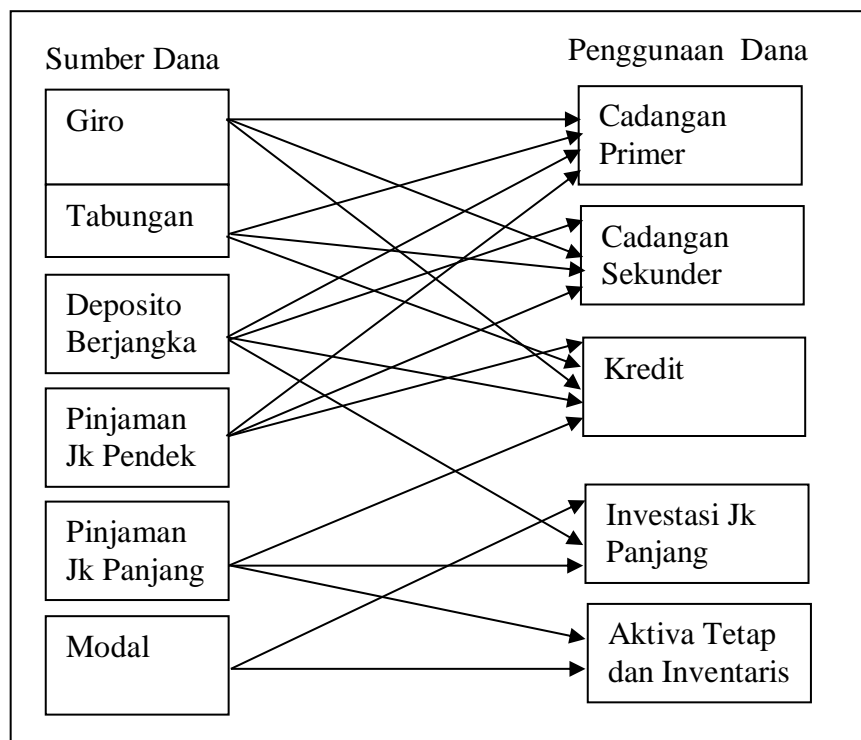 Sumber Dana
Giro
Tabungan
Deposito
Berjangka
Pinjaman
Jk Pendek
Pinjaman
Jk Panjang
Modal
Penggunaan Dana
Cadangan
Primer
Cadangan
Sekunder
Kredit
Investasi Jk
Panjang
Aktiva Tetap
dan Inventaris